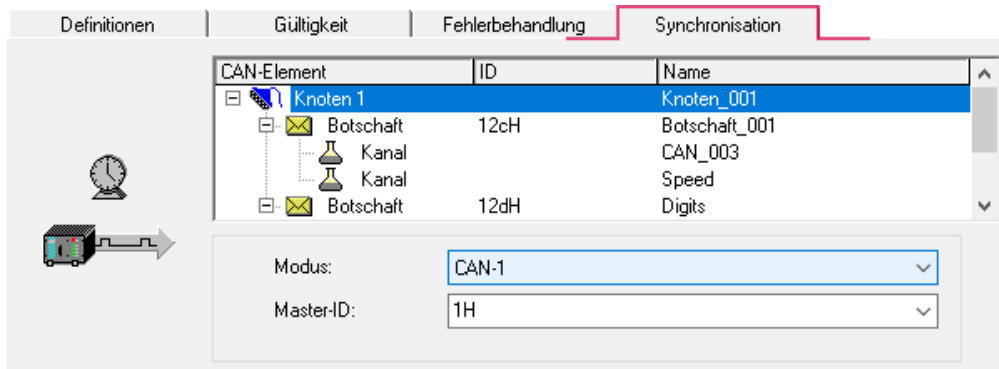 Definitionen Gültigkeit Fehlerbehandlung Synchronisation
CAN-Element ID Name
Knoten 1 Knoten_001
Botschaft 12cH Botschaft_001
Kanal CAN_003
Kanal Speed
Botschaft 12dH Digits
Modus: CAN-1
Master-ID: 1H